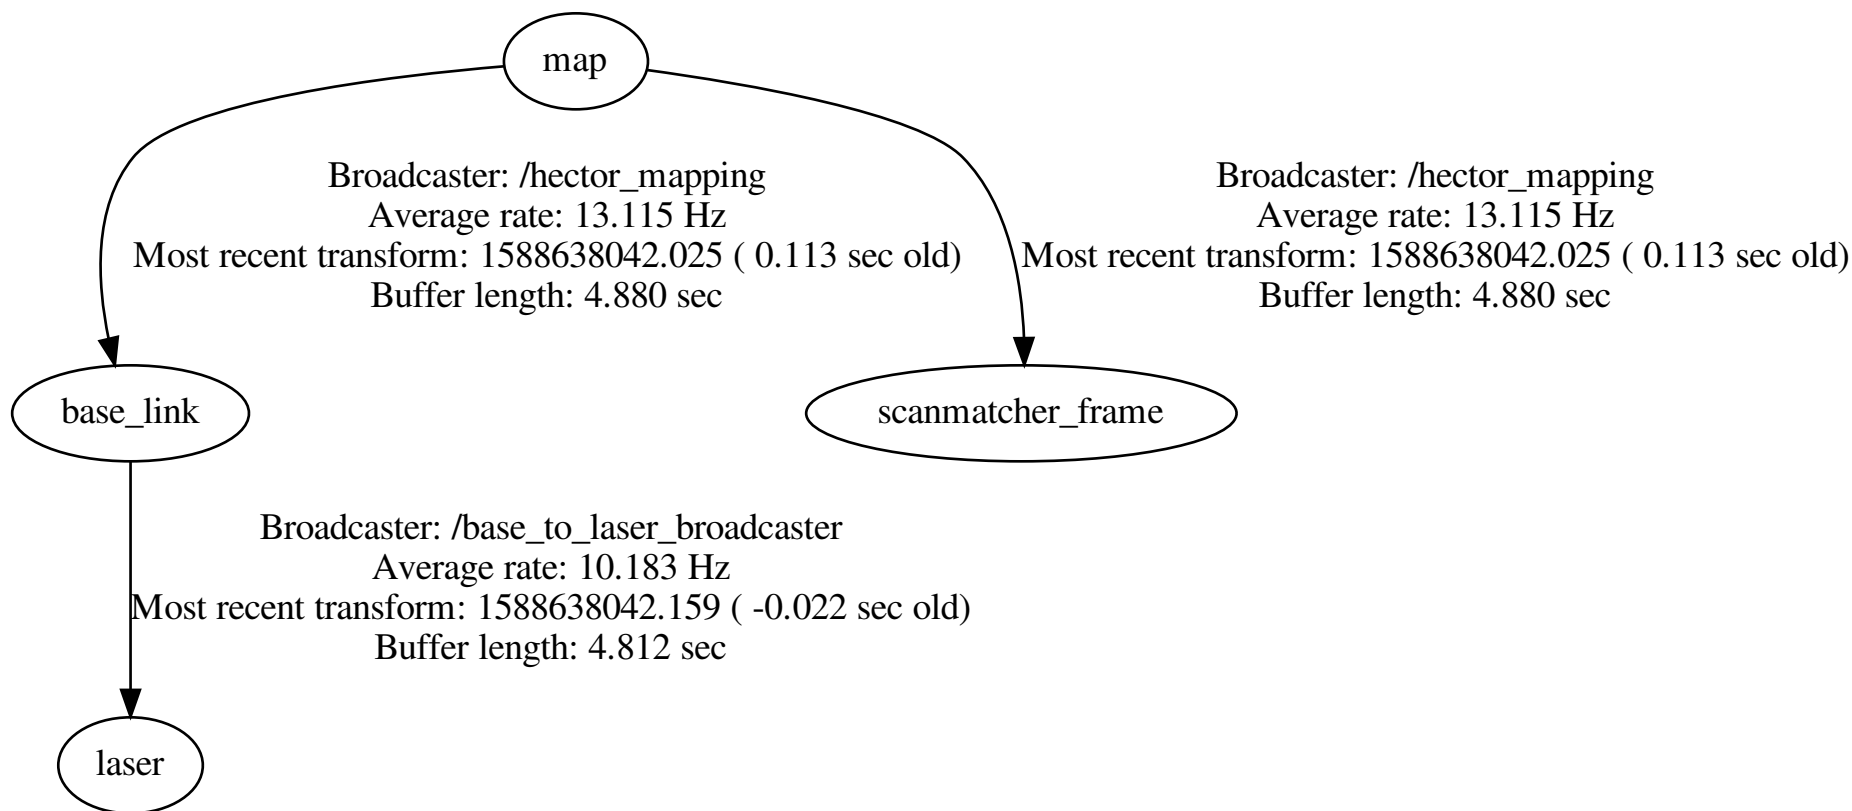 map
Broadcaster: /hector_mapping
Average rate: 13.115 Hz
Most recent transform: 1588638042.025 ( 0.113 sec old)
Buffer length: 4.880 sec
Broadcaster: /hector_mapping
Average rate: 13.115 Hz
Most recent transform: 1588638042.025 ( 0.113 sec old)
Buffer length: 4.880 sec
base_link
scanmatcher_frame
Broadcaster: /base_to_laser_broadcaster
Average rate: 10.183 Hz
Most recent transform: 1588638042.159 ( -0.022 sec old)
Buffer length: 4.812 sec
laser